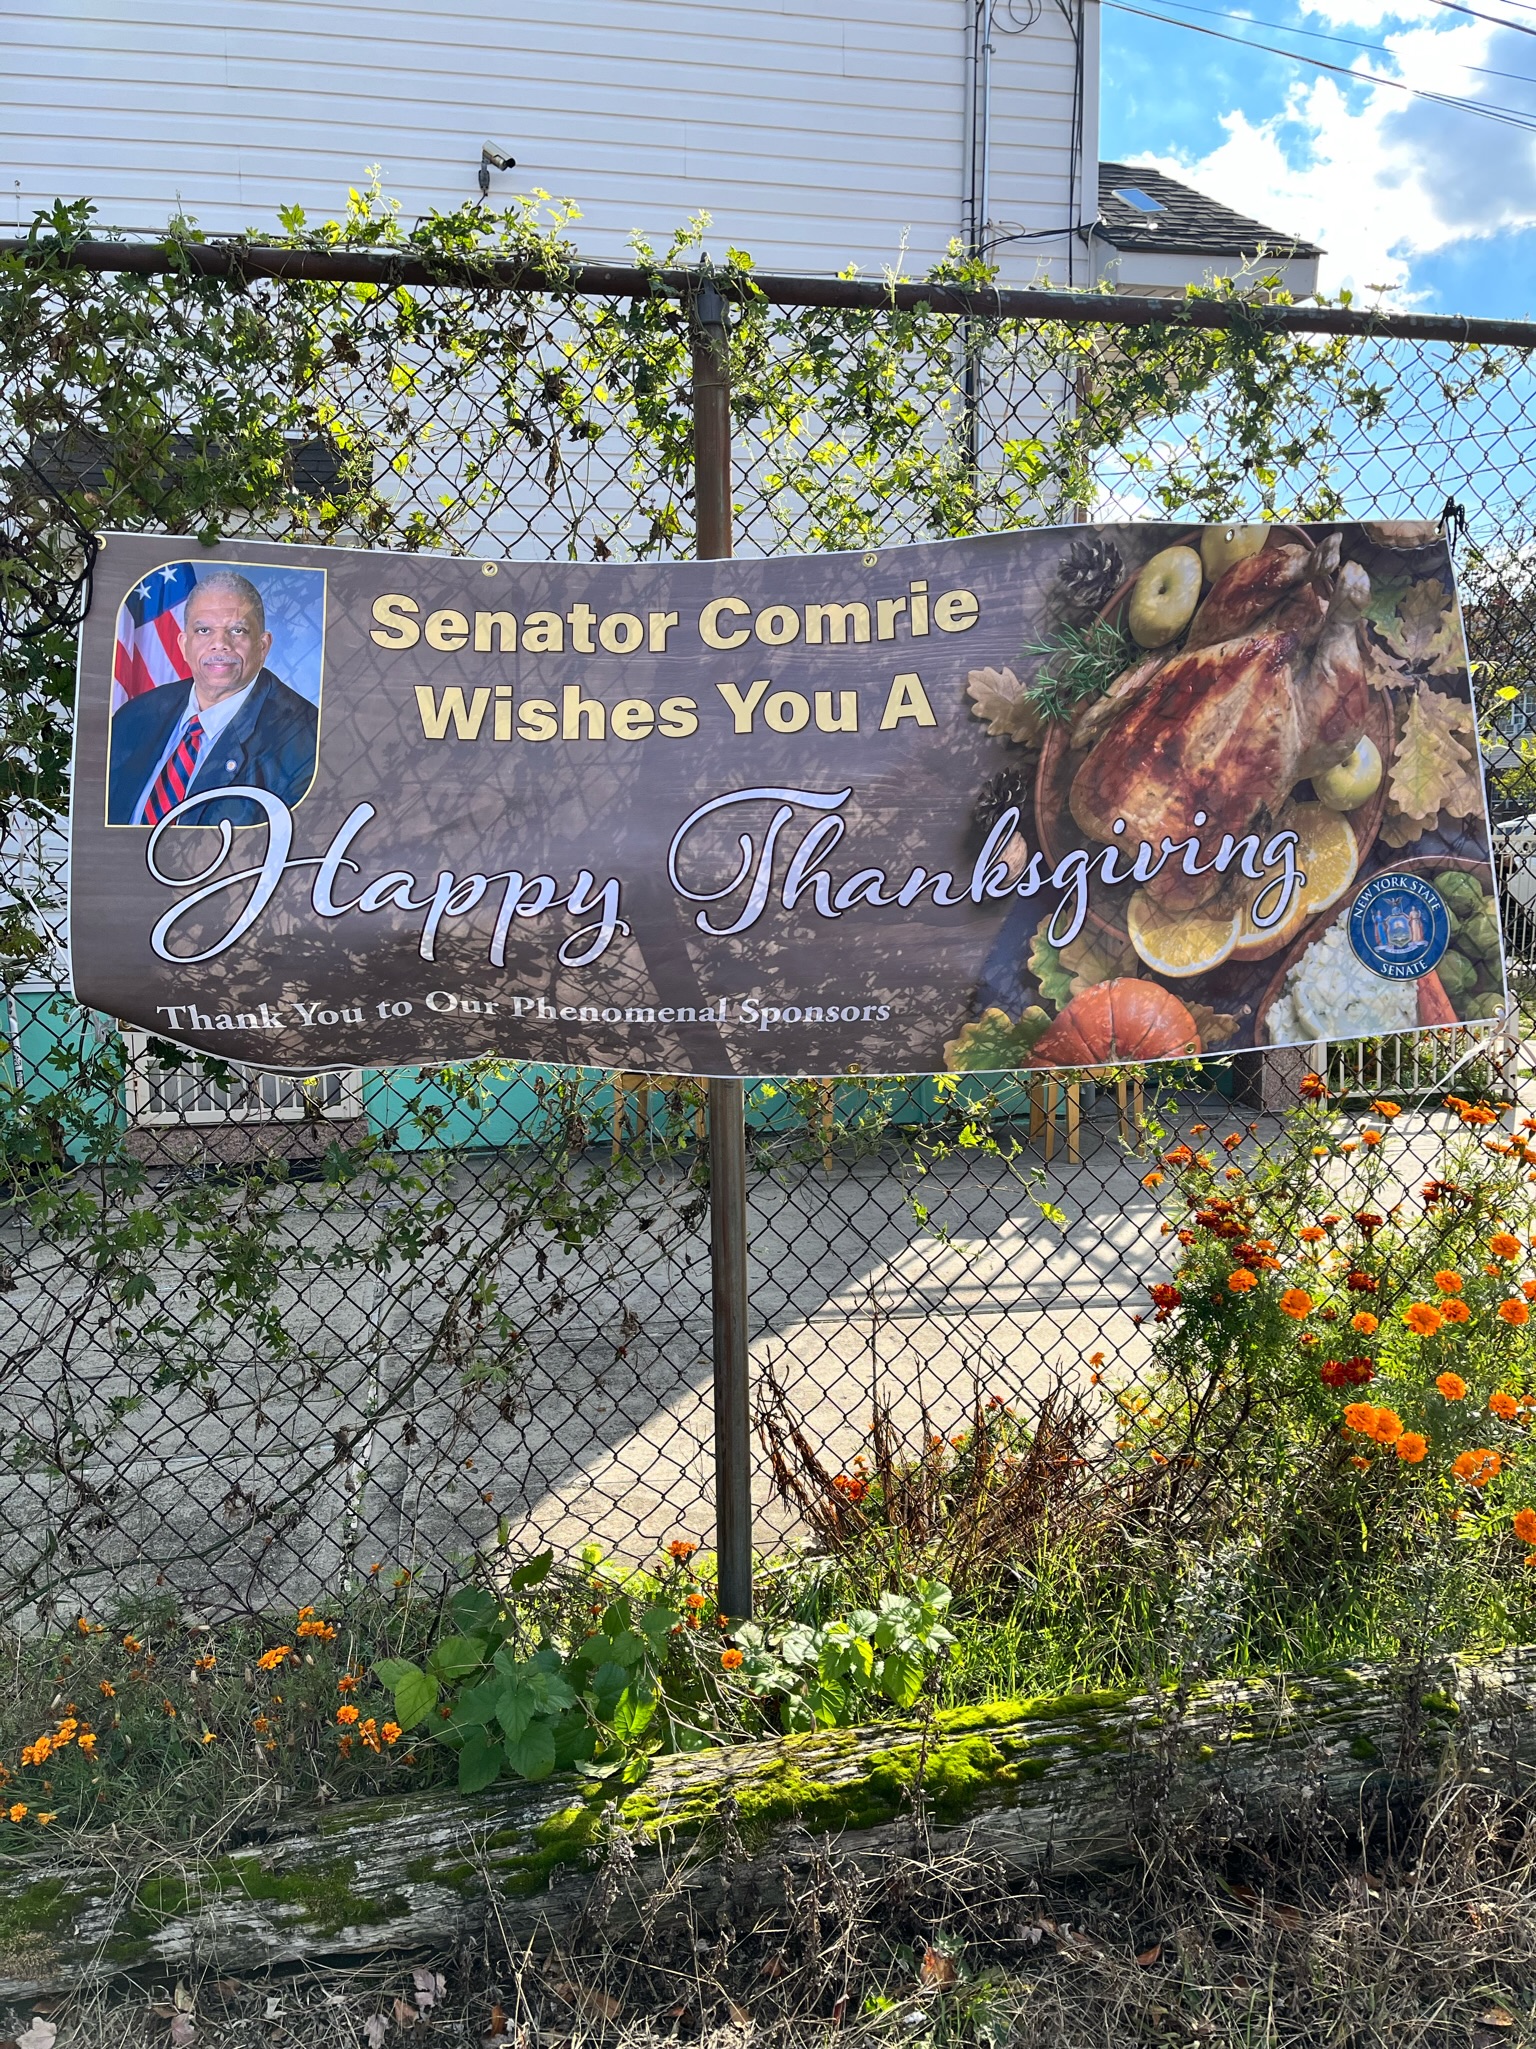 Senator Comrie
Wishes You A
Happy Thanksgiving
Thank You to Our Phenomenal Sponsors
NEW YORK STATE
SENATE